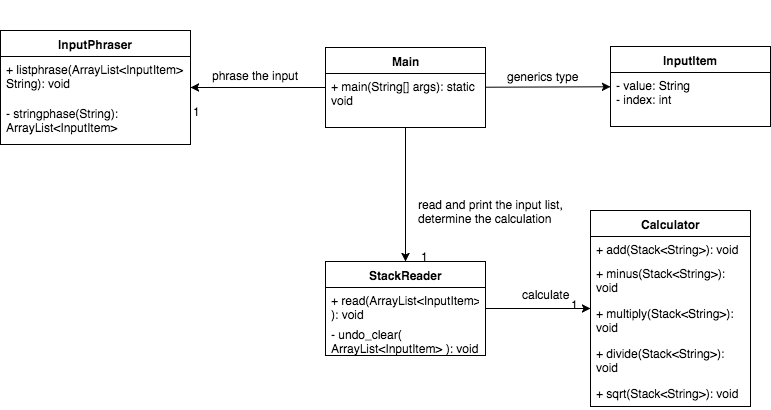 InputPhraser
+ listphrase(ArrayList<InputItem>
String): void
- stringphase(String):
ArrayList<InputItem>
phrase the input
1
Main
+ main(String[] args): static
void
generics type
InputItem
- value: String
- index: int
read and print the input list,
determine the calculation
1
StackReader
+ read(ArrayList<InputItem>
): void
- undo_clear(
ArrayList<InputItem> ): void
calculate
1
Calculator
+ add(Stack<String>): void
+ minus(Stack<String>):
void
+ multiply(Stack<String>):
void
+ divide(Stack<String>):
void
+ sqrt(Stack<String>): void